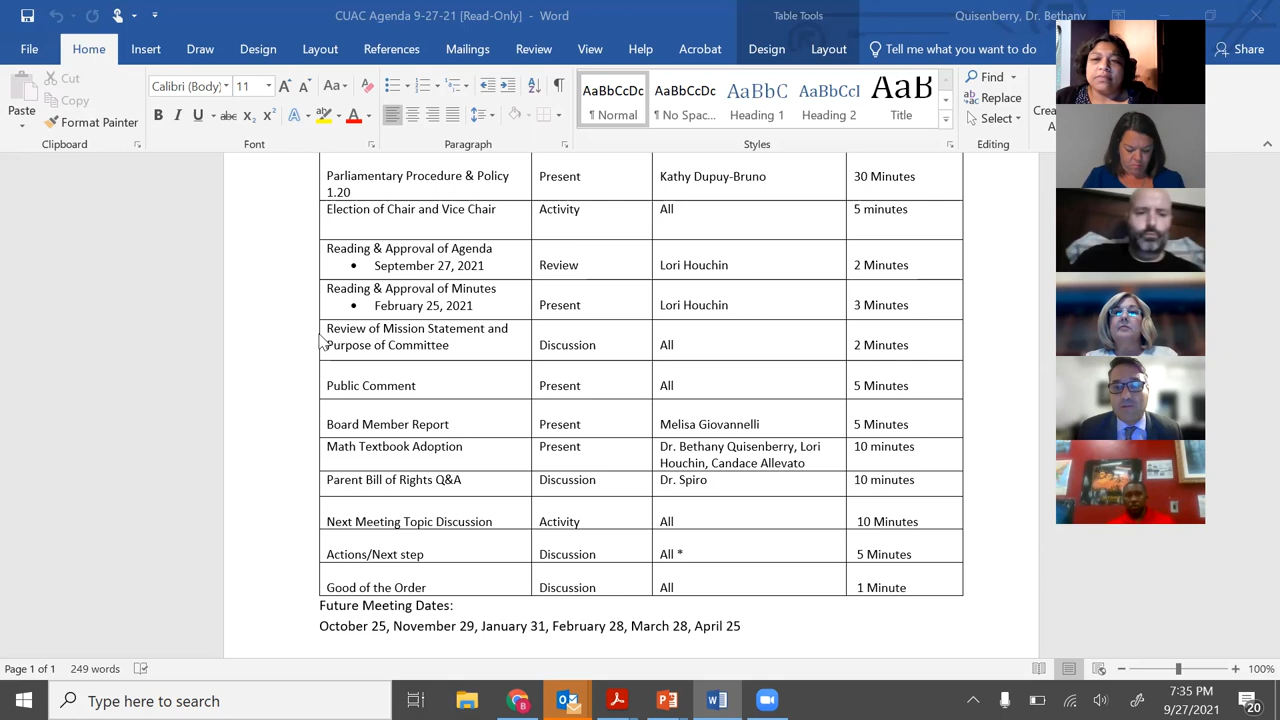 CUAC Agenda 9-27-21 [Read-Only] - Word
Table Tools
Quisenberry, Dr. Bethany
File Home Insert Draw Design Layout References Mailings Review View Help Acrobat Design Layout Tell me what you want to do Share
Paste
Cut
Copy
Format Painter
Clipboard
Calibri (Body) 11
Font
Paragraph
AaBbCcDc AaBbCcDc AaBbC AaBbCcI AaB
¶ Normal ¶ No Spac... Heading 1 Heading 2 Title
Styles
Find
Replace
Select
Editing
Crea
A
Parliamentary Procedure & Policy
1.20
Present Kathy Dupuy-Bruno 30 Minutes
Election of Chair and Vice Chair Activity All 5 minutes
Reading & Approval of Agenda
• September 27, 2021 Review Lori Houchin 2 Minutes
Reading & Approval of Minutes
• February 25, 2021 Present Lori Houchin 3 Minutes
Review of Mission Statement and
Purpose of Committee Discussion All 2 Minutes
Public Comment Present All 5 Minutes
Board Member Report Present Melisa Giovannelli 5 Minutes
Math Textbook Adoption Present Dr. Bethany Quisenberry, Lori 10 minutes
Houchin, Candace Allevato
Parent Bill of Rights Q&A Discussion Dr. Spiro 10 minutes
Next Meeting Topic Discussion Activity All 10 Minutes
Actions/Next step Discussion All * 5 Minutes
Good of the Order Discussion All 1 Minute
Future Meeting Dates:
October 25, November 29, January 31, February 28, March 28, April 25
Page 1 of 1 249 words 100%
Type here to search
7:35 PM
9/27/2021
20